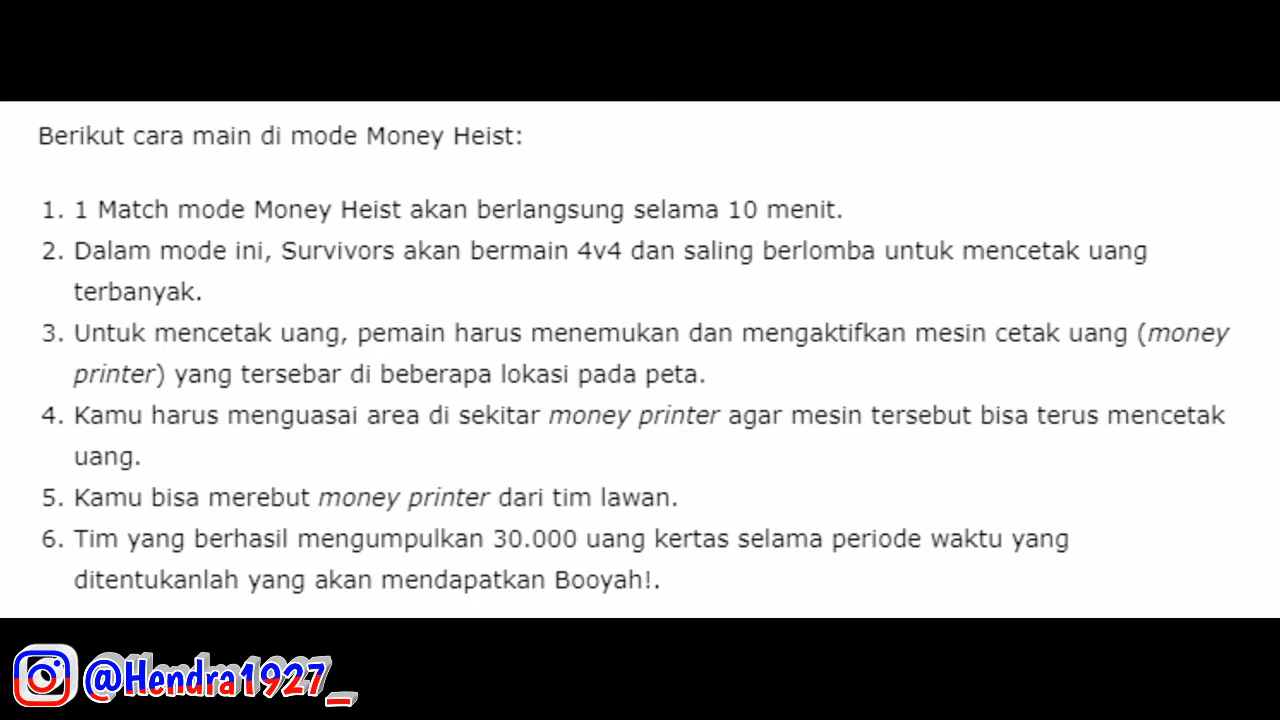 Berikut cara main di mode Money Heist:
1. 1 Match mode Money Heist akan berlangsung selama 10 menit.
2. Dalam mode ini, Survivors akan bermain 4v4 dan saling berlomba untuk mencetak uang
terbanyak.
3. Untuk mencetak uang, pemain harus menemukan dan mengaktifkan mesin cetak uang (money
printer) yang tersebar di beberapa lokasi pada peta.
4. Kamu harus menguasai area di sekitar money printer agar mesin tersebut bisa terus mencetak
uang.
5. Kamu bisa merebut money printer dari tim lawan.
6. Tim yang berhasil mengumpulkan 30.000 uang kertas selama periode waktu yang
ditentukanlah yang akan mendapatkan Booyah!.
@Hendra1927_